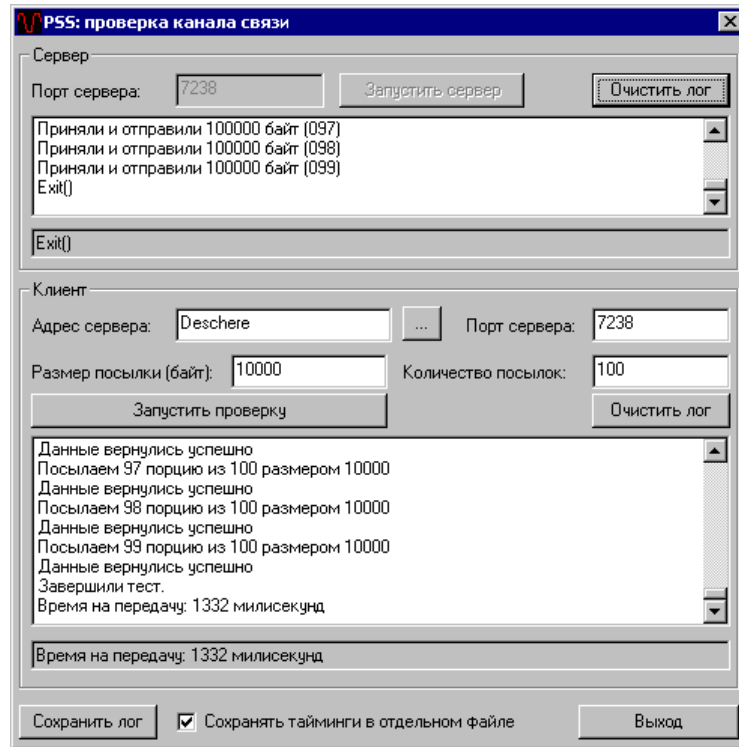 PSS: проверка канала связи
Сервер
Порт сервера: 7238 Запустить сервер Очистить лог
Приняли и отправили 100000 байт (097)
Приняли и отправили 100000 байт (098)
Приняли и отправили 100000 байт (099)
Exit()
Exit()
Клиент
Адрес сервера: Deschere ... Порт сервера: 7238
Размер посылки (байт): 10000 Количество посылок: 100
Запустить проверку Очистить лог
Данные вернулись успешно
Посылаем 97 порцию из 100 размером 10000
Данные вернулись успешно
Посылаем 98 порцию из 100 размером 10000
Данные вернулись успешно
Посылаем 99 порцию из 100 размером 10000
Данные вернулись успешно
Завершили тест.
Время на передачу: 1332 милисекунд
Время на передачу: 1332 милисекунд
Сохранить лог Сохранять тайминги в отдельном файле Выход